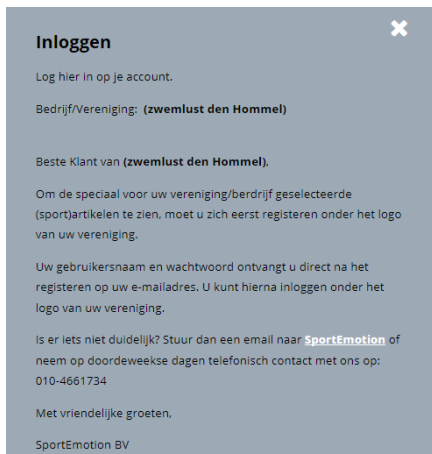 Inloggen
Log hier in op je account.
Bedrijf/Vereniging: (zwemlust den Hommel)
Beste Klant van (zwemlust den Hommel),
Om de speciaal voor uw vereniging/berdrijf geselecteerde
(sport)artikelen te zien, moet u zich eerst registeren onder het logo
van uw vereniging.
Uw gebruikersnaam en wachtwoord ontvangt u direct na het
registeren op uw e-mailadres. U kunt hierna inloggen onder het
logo van uw vereniging.
Is er iets niet duidelijk? Stuur dan een email naar SportEmotion of
neem op doordeweekse dagen telefonisch contact met ons op:
010-4661734
Met vriendelijke groeten,
SportEmotion BV